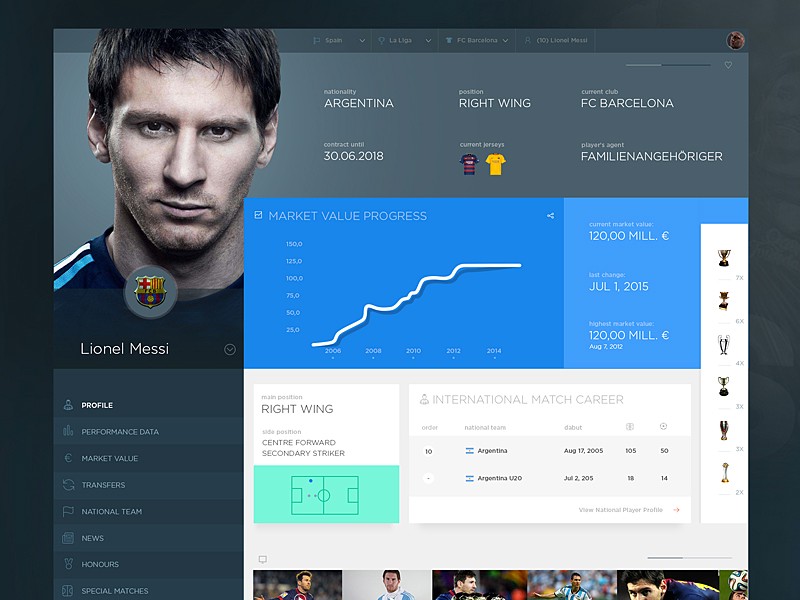 Spain
La Liga
FC Barcelona
(10) Lionel Messi
nationality
ARGENTINA
position
RIGHT WING
current club
FC BARCELONA
contract until
30.06.2018
current jerseys
player's agent
FAMILIENANGEHÖRIGER
MARKET VALUE PROGRESS
150,0
125,0
100,0
75,0
50,0
25,0
2006
2008
2010
2012
2014
current market value:
120,00 MILL. €
last change:
JUL 1, 2015
highest market value:
120,00 MILL. €
Aug 7, 2012
7X
6X
4X
3X
3X
2X
Lionel Messi
PROFILE
PERFORMANCE DATA
MARKET VALUE
TRANSFERS
NATIONAL TEAM
NEWS
HONOURS
SPECIAL MATCHES
main position
RIGHT WING
side position
CENTRE FORWARD
SECONDARY STRIKER
INTERNATIONAL MATCH CAREER
order
national team
dabut
10
Argentina
Aug 17, 2005
105
50
Argentina U20
Jul 2, 205
18
14
View National Player Profile